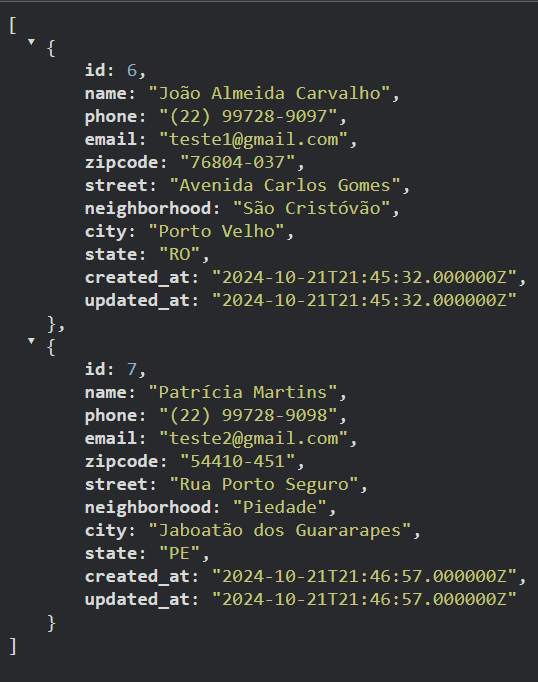 [
{
id: 6,
name: "João Almeida Carvalho",
phone: "(22) 99728-9097",
email: "teste1@gmail.com",
zipcode: "76804-037",
street: "Avenida Carlos Gomes",
neighborhood: "São Cristóvão",
city: "Porto Velho",
state: "RO",
created_at: "2024-10-21T21:45:32.000000Z",
updated_at: "2024-10-21T21:45:32.000000Z"
},
{
id: 7,
name: "Patrícia Martins",
phone: "(22) 99728-9098",
email: "teste2@gmail.com",
zipcode: "54410-451",
street: "Rua Porto Seguro",
neighborhood: "Piedade",
city: "Jaboatão dos Guararapes",
state: "PE",
created_at: "2024-10-21T21:46:57.000000Z",
updated_at: "2024-10-21T21:46:57.000000Z"
}
]